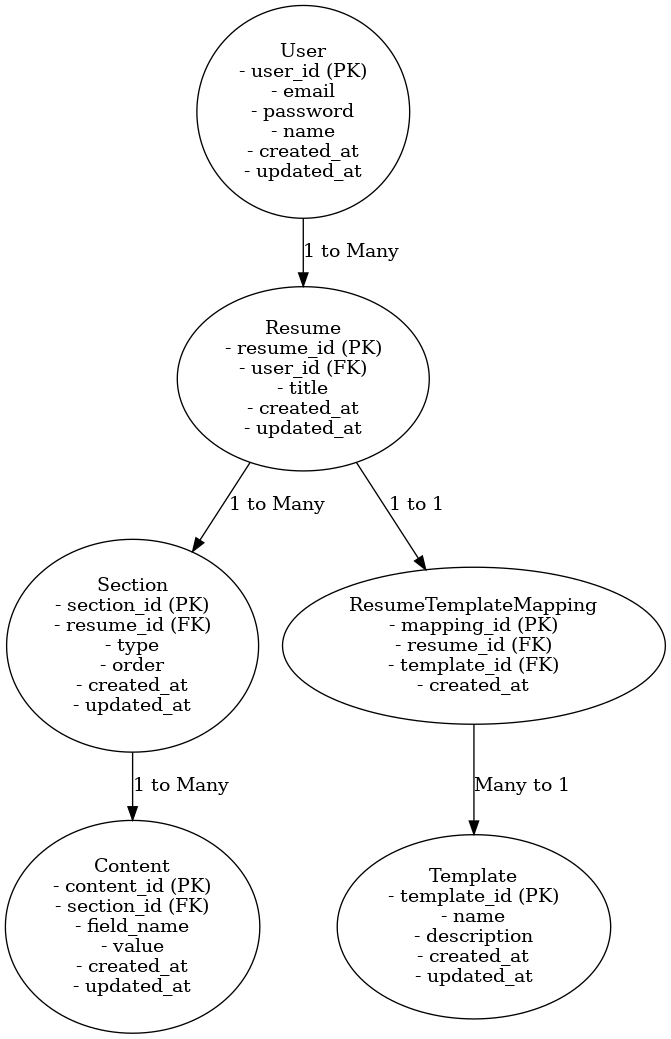 User
- user_id (PK)
- email
- password
- name
- created_at
- updated_at
1 to Many
Resume
- resume_id (PK)
- user_id (FK)
- title
- created_at
- updated_at
1 to Many
1 to 1
Section
- section_id (PK)
- resume_id (FK)
- type
- order
- created_at
- updated_at
ResumeTemplateMapping
- mapping_id (PK)
- resume_id (FK)
- template_id (FK)
- created_at
1 to Many
Many to 1
Content
- content_id (PK)
- section_id (FK)
- field_name
- value
- created_at
- updated_at
Template
- template_id (PK)
- name
- description
- created_at
- updated_at